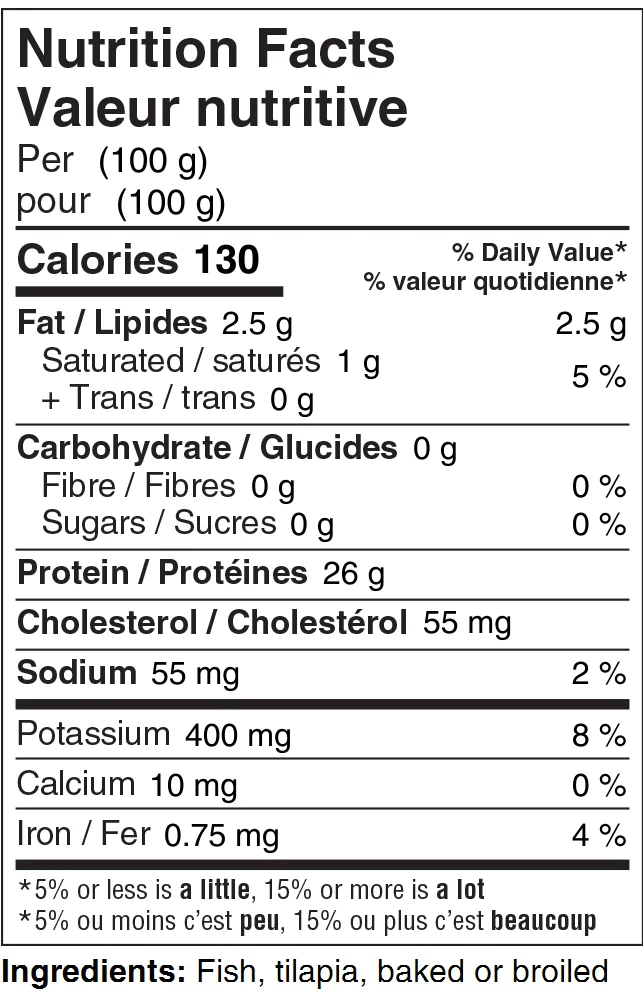 Nutrition Facts
Valeur nutritive
Per (100 g)
pour (100 g)
Calories 130
% Daily Value*
% valeur quotidienne*
Fat / Lipides 2.5 g 2.5 g
Saturated / saturés 1 g
+ Trans / trans 0 g
5 %
Carbohydrate / Glucides 0 g
Fibre / Fibres 0 g 0 %
Sugars / Sucres 0 g 0 %
Protein / Protéines 26 g
Cholesterol / Cholestérol 55 mg
Sodium 55 mg 2 %
Potassium 400 mg 8 %
Calcium 10 mg 0 %
Iron / Fer 0.75 mg 4 %
*5% or less is a little, 15% or more is a lot
*5% ou moins c'est peu, 15% ou plus c'est beaucoup
Ingredients: Fish, tilapia, baked or broiled